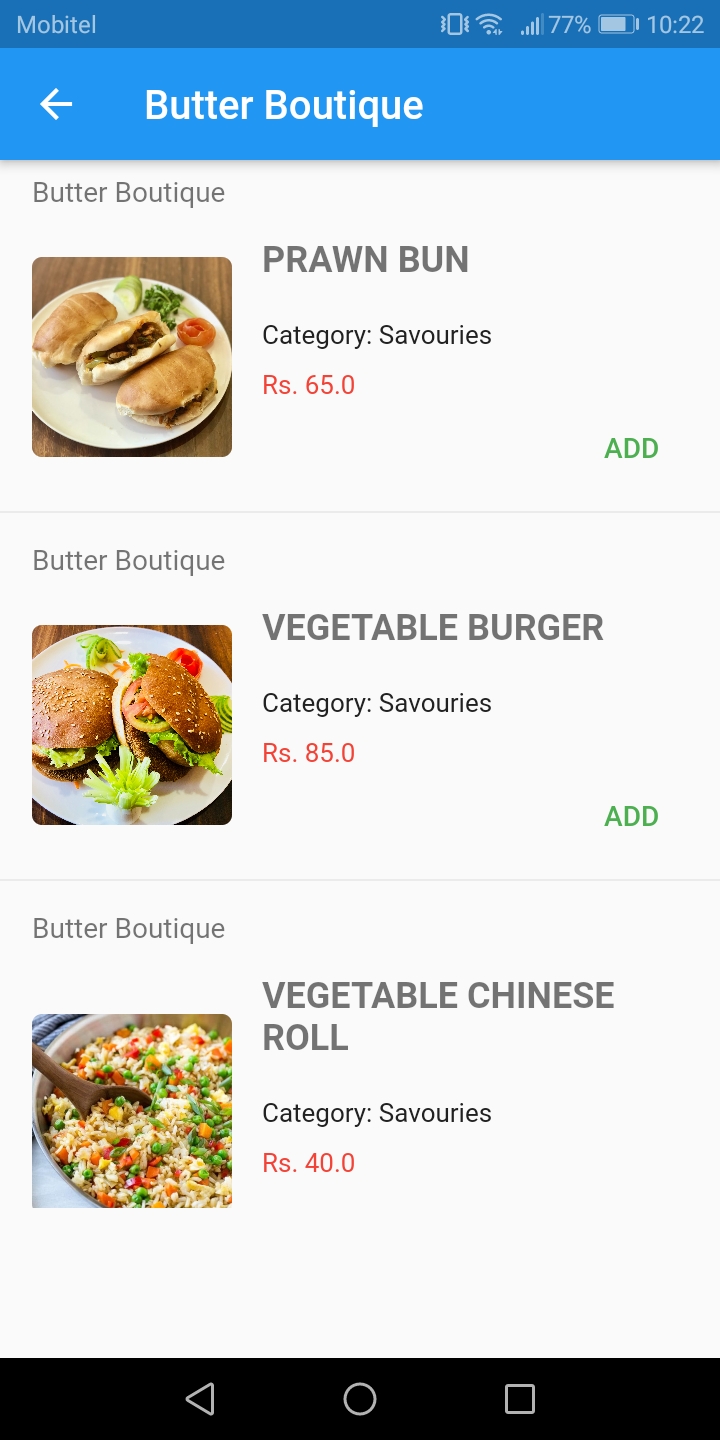 Mobitel 77% 10:22
Butter Boutique
Butter Boutique
PRAWN BUN
Category: Savouries
Rs. 65.0
ADD
Butter Boutique
VEGETABLE BURGER
Category: Savouries
Rs. 85.0
ADD
Butter Boutique
VEGETABLE CHINESE
ROLL
Category: Savouries
Rs. 40.0